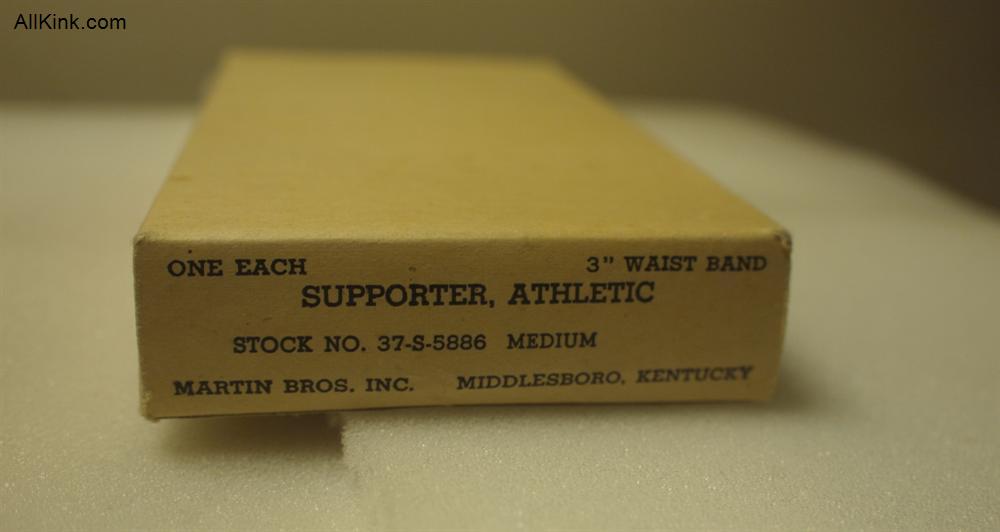 AllKink.com
ONE EACH 3" WAIST BAND
SUPPORTER, ATHLETIC
STOCK NO. 37-S-5886 MEDIUM
MARTIN BROS. INC. MIDDLESBORO, KENTUCKY